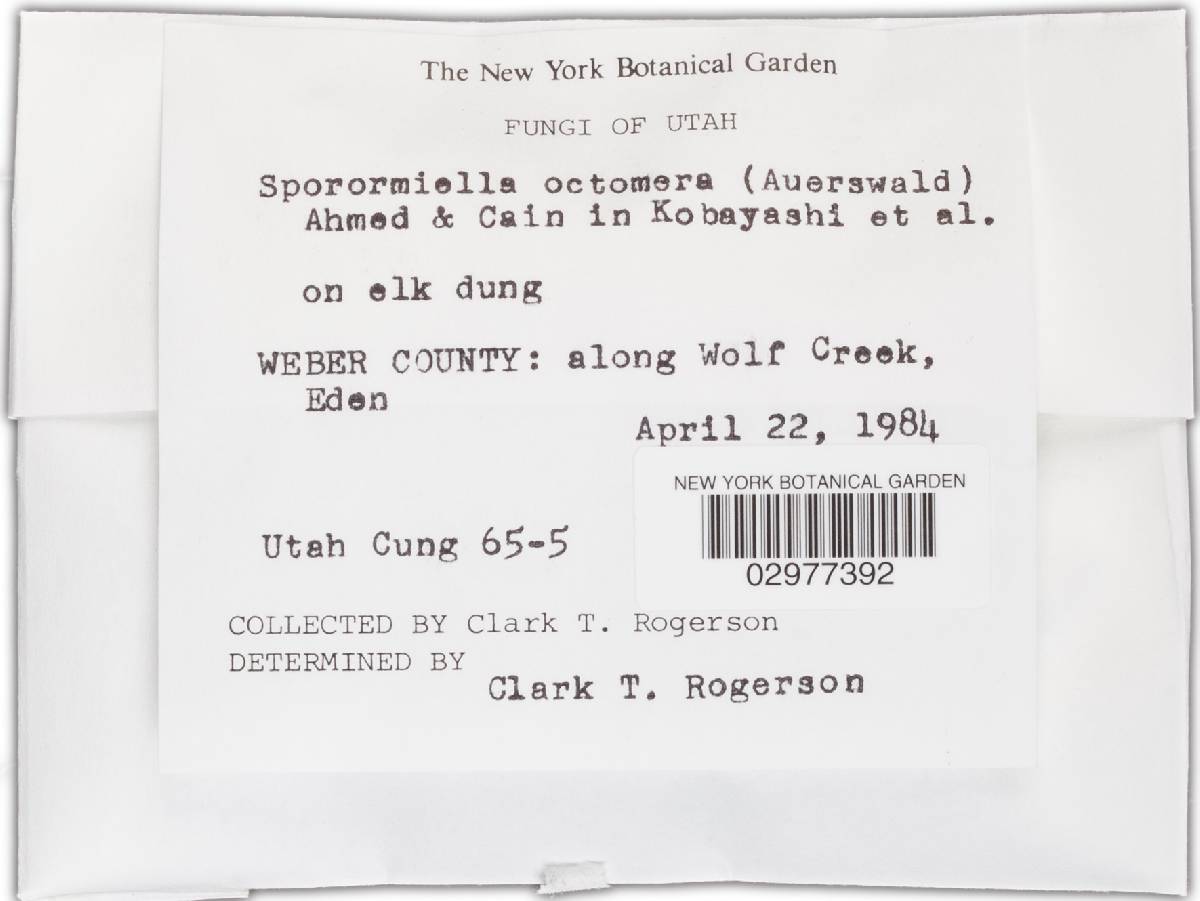 The New York Botanical Garden
FUNGI OF UTAH
Sporormiella octomera (Auerswald)
Ahmed & Cain in Kobayashi et al.
on elk dung
WEBER COUNTY: along Wolf Creek,
Eden
April 22, 1984
NEW YORK BOTANICAL GARDEN
02977392
Utah Cung 65-5
COLLECTED BY Clark T. Rogerson
DETERMINED BY
Clark T. Rogerson